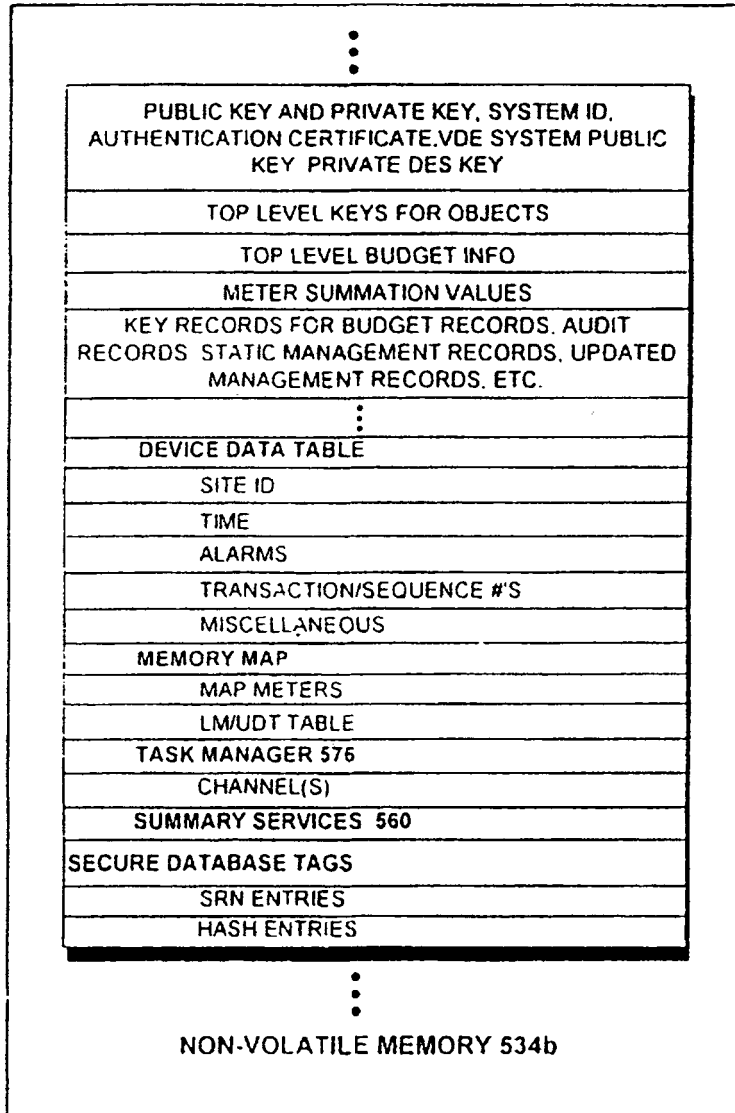 PUBLIC KEY AND PRIVATE KEY, SYSTEM ID,
AUTHENTICATION CERTIFICATE.VDE SYSTEM PUBLIC
KEY PRIVATE DES KEY
TOP LEVEL KEYS FOR OBJECTS
TOP LEVEL BUDGET INFO
METER SUMMATION VALUES
KEY RECORDS FOR BUDGET RECORDS, AUDIT
RECORDS STATIC MANAGEMENT RECORDS, UPDATED
MANAGEMENT RECORDS, ETC.
DEVICE DATA TABLE
SITE ID
TIME
ALARMS
TRANSACTION/SEQUENCE #'S
MISCELLANEOUS
MEMORY MAP
MAP METERS
LM/UDT TABLE
TASK MANAGER 576
CHANNEL(S)
SUMMARY SERVICES 560
SECURE DATABASE TAGS
SRN ENTRIES
HASH ENTRIES
NON-VOLATILE MEMORY 534b